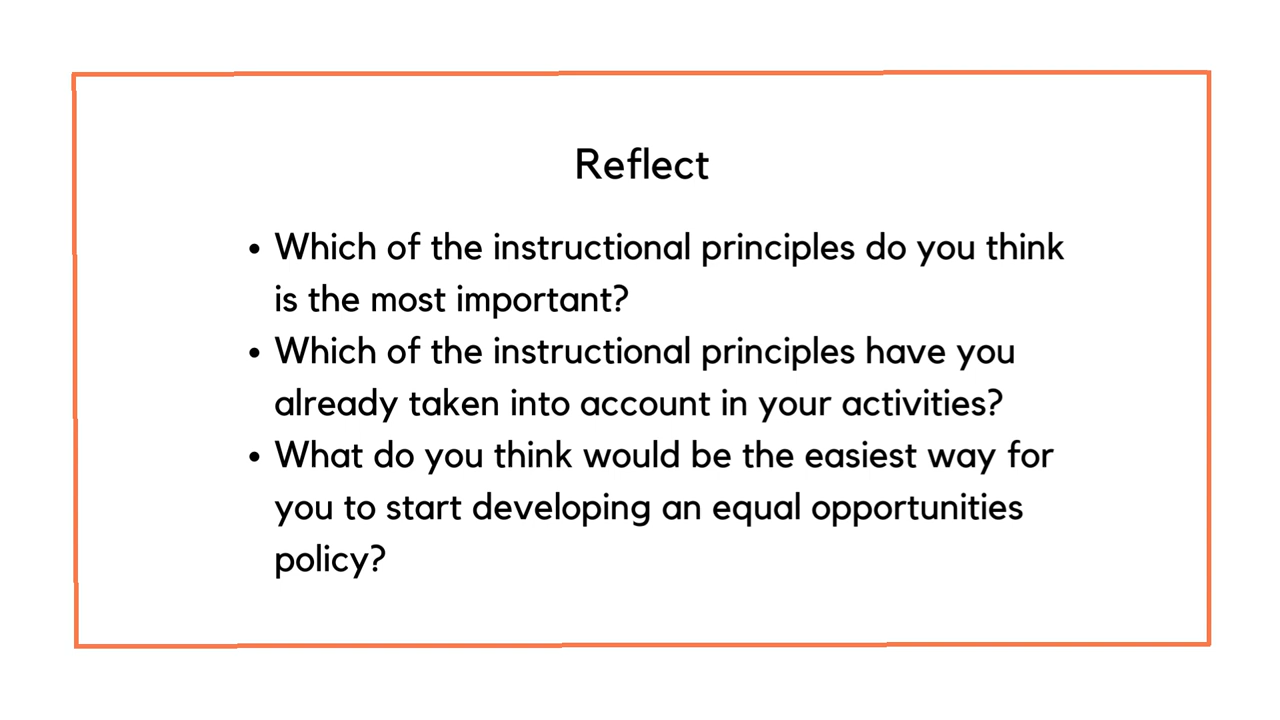 Reflect
• Which of the instructional principles do you think
is the most important?
• Which of the instructional principles have you
already taken into account in your activities?
• What do you think would be the easiest way for
you to start developing an equal opportunities
policy?